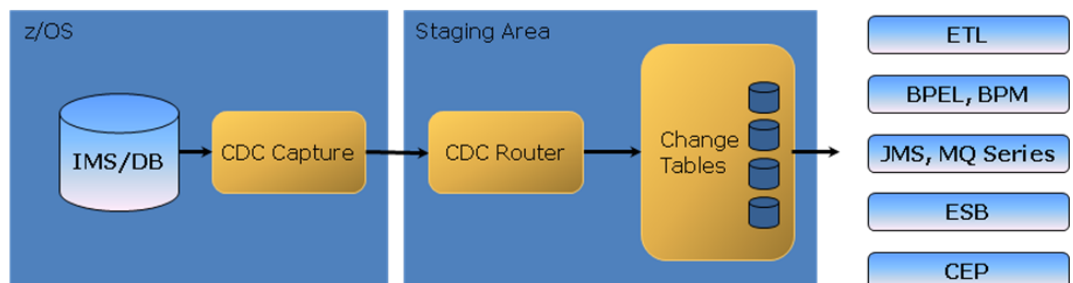 z/OS
IMS/DB
CDC Capture
Staging Area
CDC Router
Change
Tables
ETL
BPEL, BPM
JMS, MQ Series
ESB
CEP